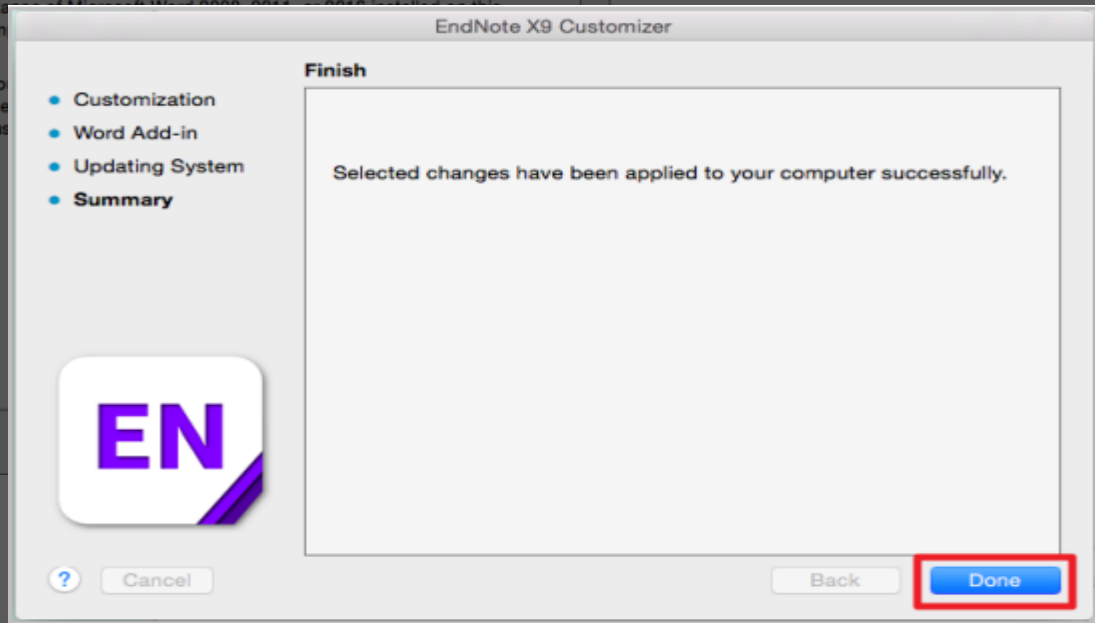 EndNote X9 Customizer
Finish
Customization
Word Add-in
Updating System
Summary
Selected changes have been applied to your computer successfully.
EN
?
Cancel
Back
Done